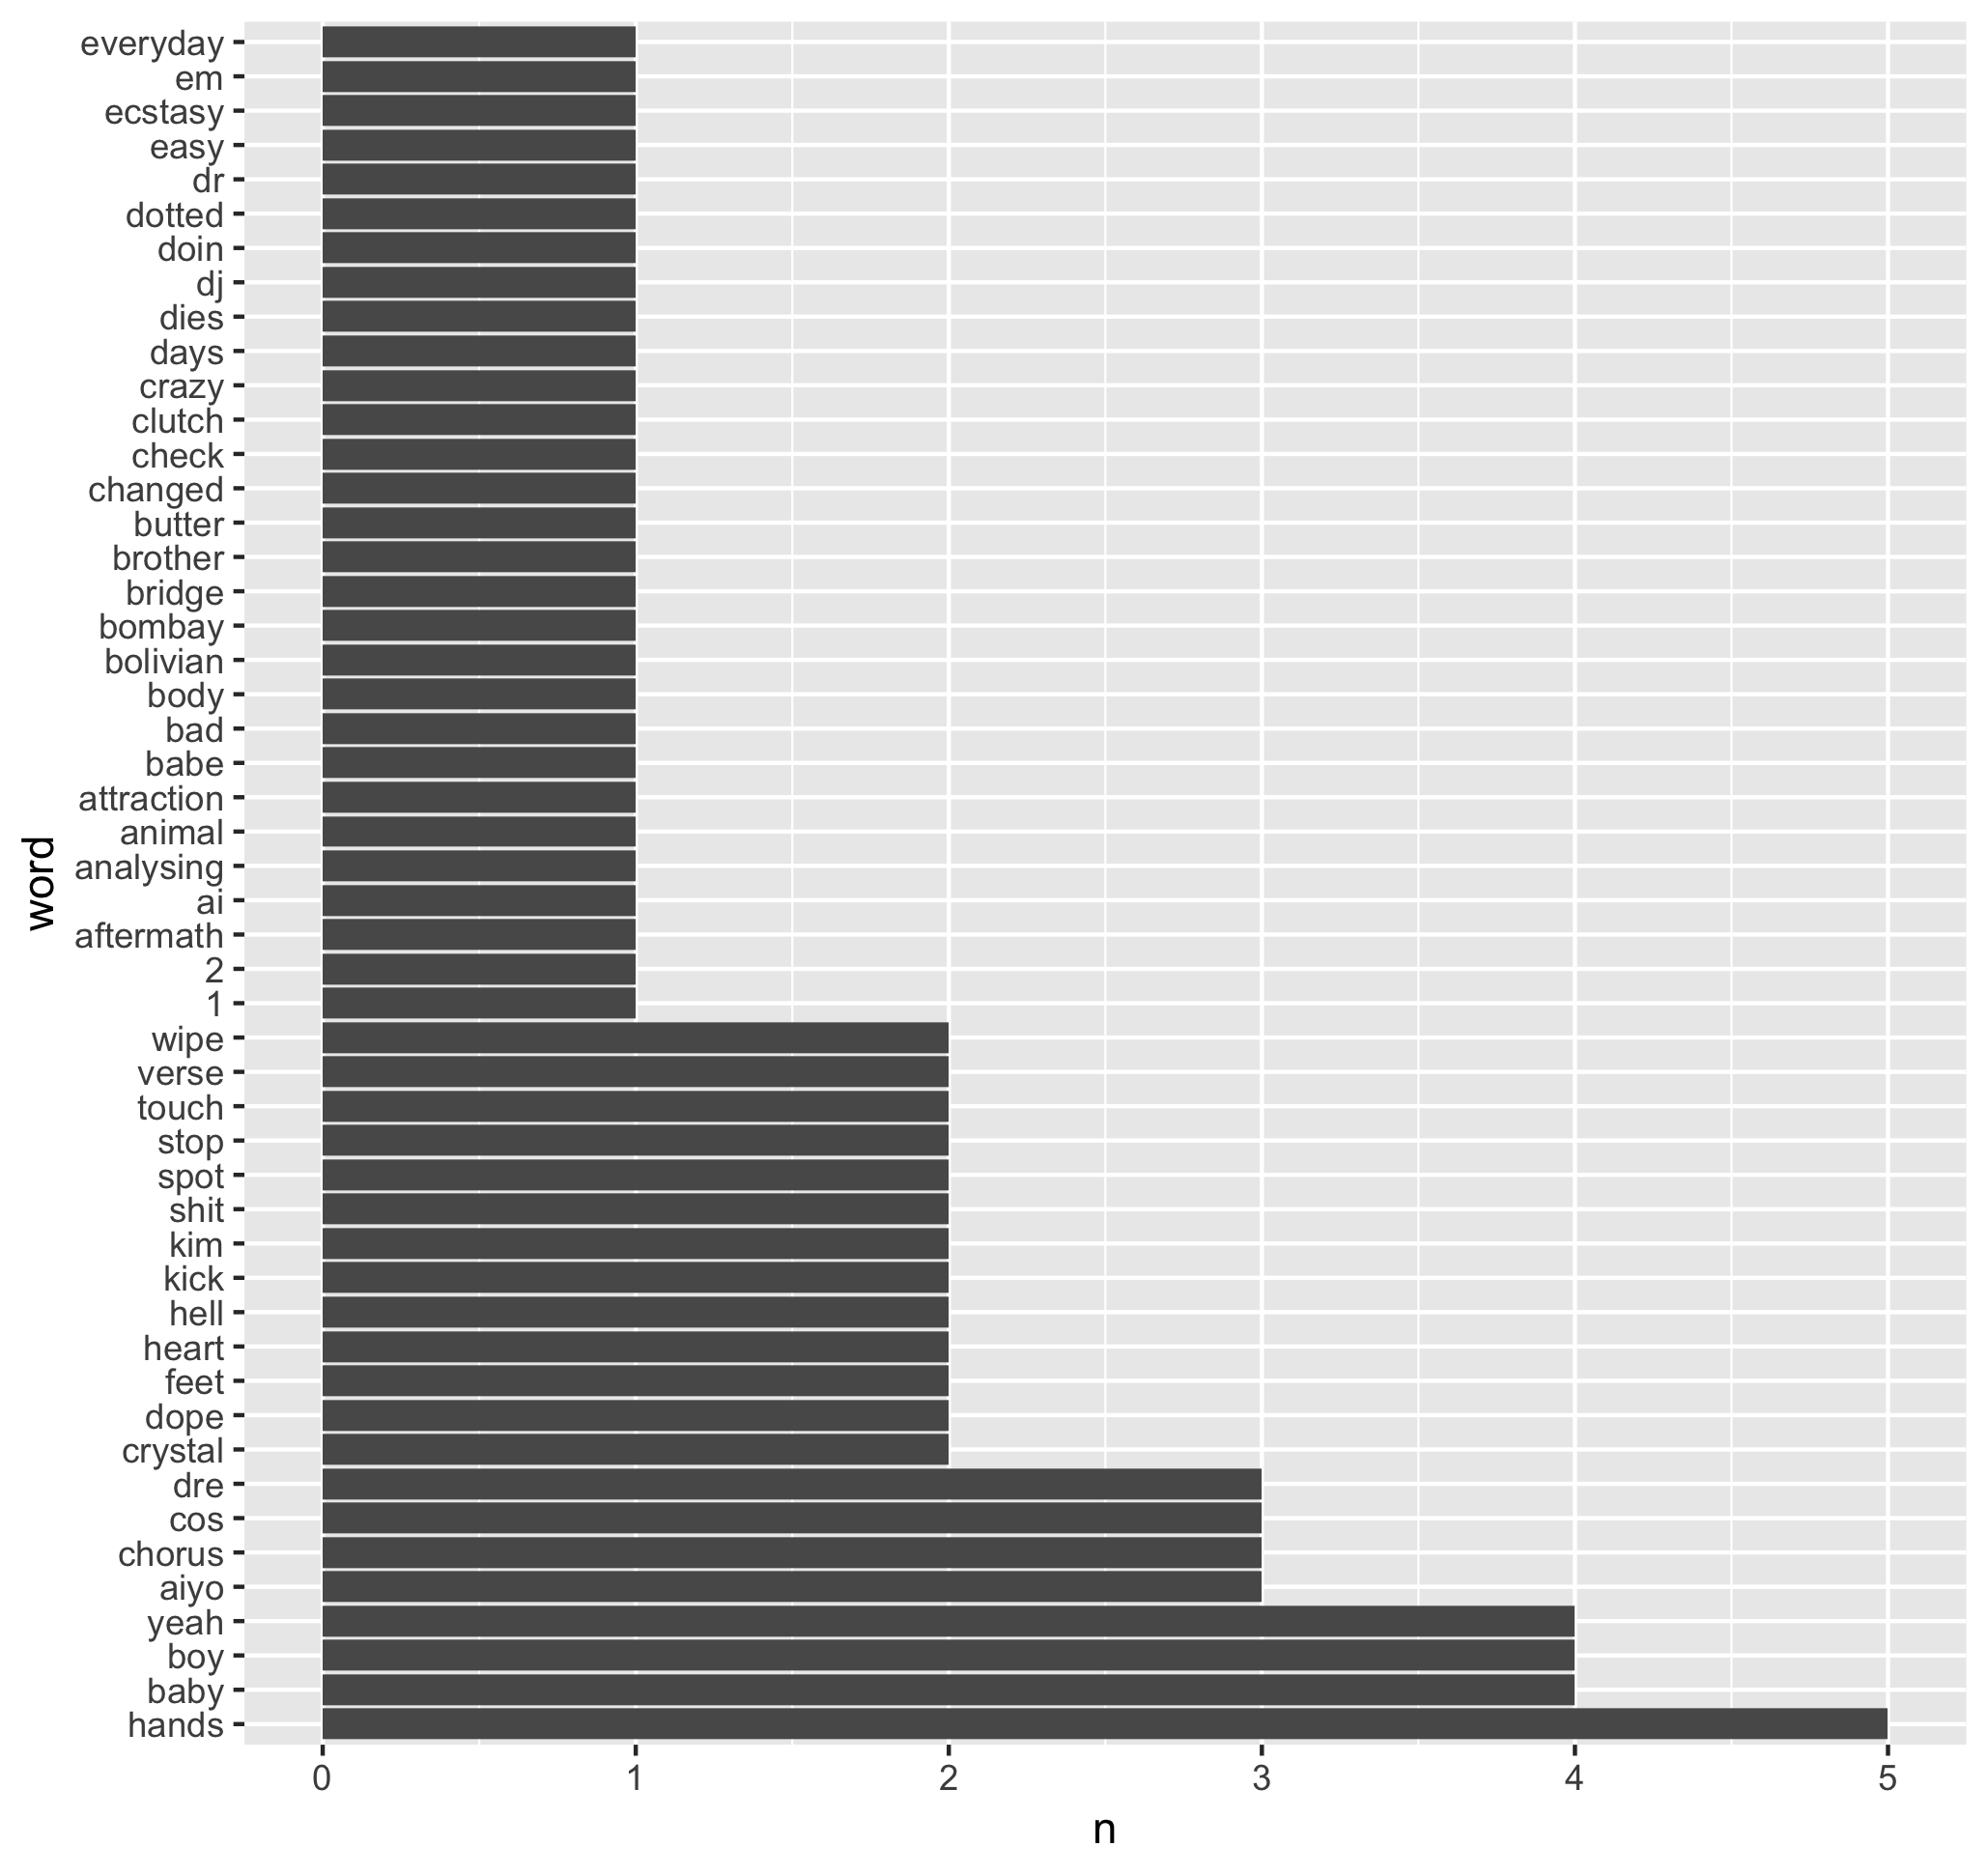 everyday
em
ecstasy
easy
dr
dotted
doin
dj
dies
days
crazy
clutch
check
changed
butter
brother
bridge
bombay
bolivian
body
bad
babe
attraction
animal
analysing
ai
aftermath
2
1
wipe
verse
touch
stop
spot
shit
kim
kick
hell
heart
feet
dope
crystal
dre
cos
chorus
aiyo
yeah
boy
baby
hands
word
0 1 2 3 4 5
n